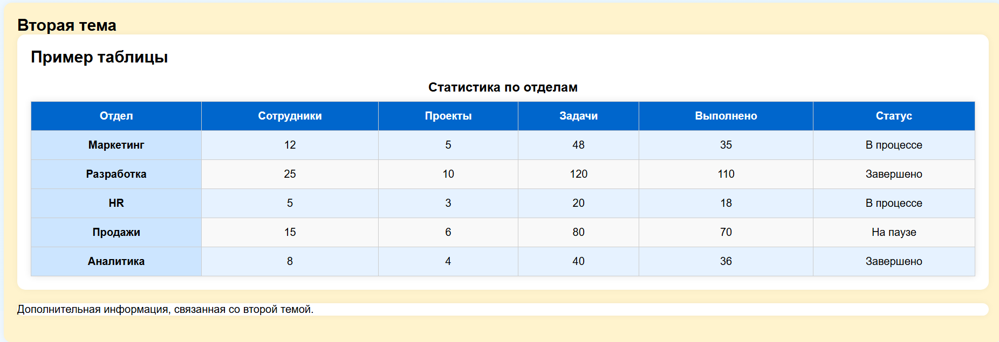 Вторая тема
Пример таблицы
Статистика по отделам
Отдел Сотрудники Проекты Задачи Выполнено Статус
Маркетинг 12 5 48 35 В процессе
Разработка 25 10 120 110 Завершено
HR 5 3 20 18 В процессе
Продажи 15 6 80 70 На паузе
Аналитика 8 4 40 36 Завершено
Дополнительная информация, связанная со второй темой.